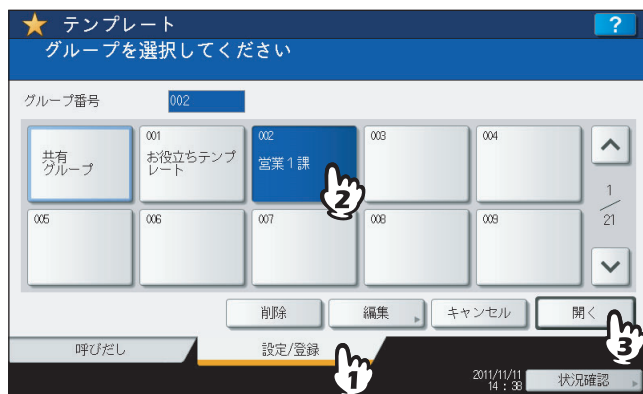 テンプレート
?
グループを選択してください
グループ番号
002
共有
グループ
001
お役立ちテンプ
レート
002
営業1課
003
004
1
21
005
006
007
008
009
削除
編集
キャンセル
開く
呼びだし
設定/登録
2011/11/11
14 : 38
状況確認
1
2
3